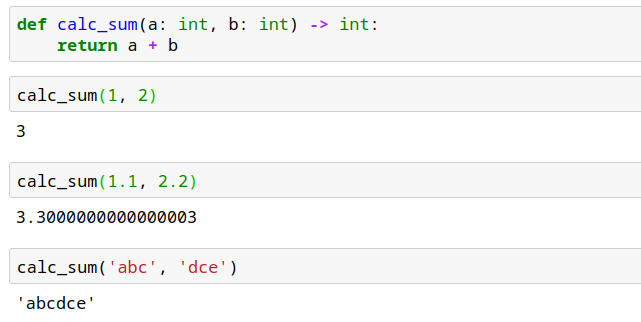 def calc_sum(a: int, b: int) -> int:
    return a + b
calc_sum(1, 2)
3
calc_sum(1.1, 2.2)
3.3000000000000003
calc_sum('abc', 'dce')
'abcdce'